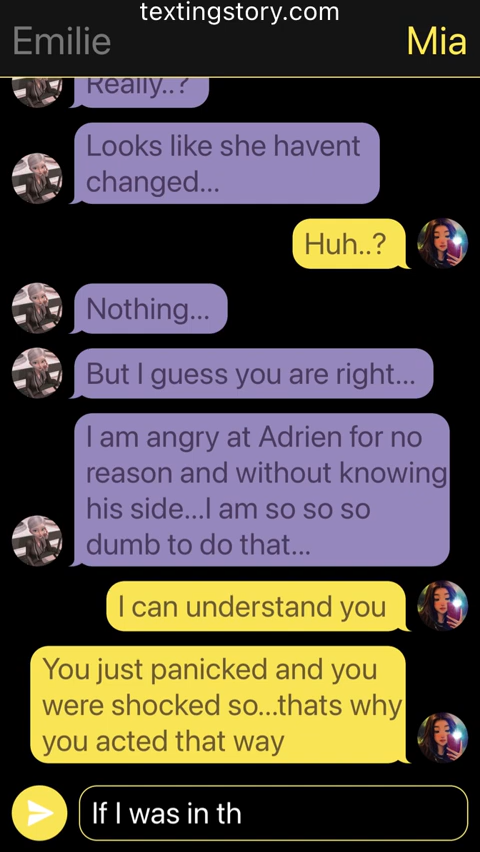 textingstory.com
Emilie
Mia
Really..?
Looks like she havent
changed...
Huh..?
Nothing...
But I guess you are right...
I am angry at Adrien for no
reason and without knowing
his side...I am so so so
dumb to do that...
I can understand you
You just panicked and you
were shocked so...thats why
you acted that way
If I was in th